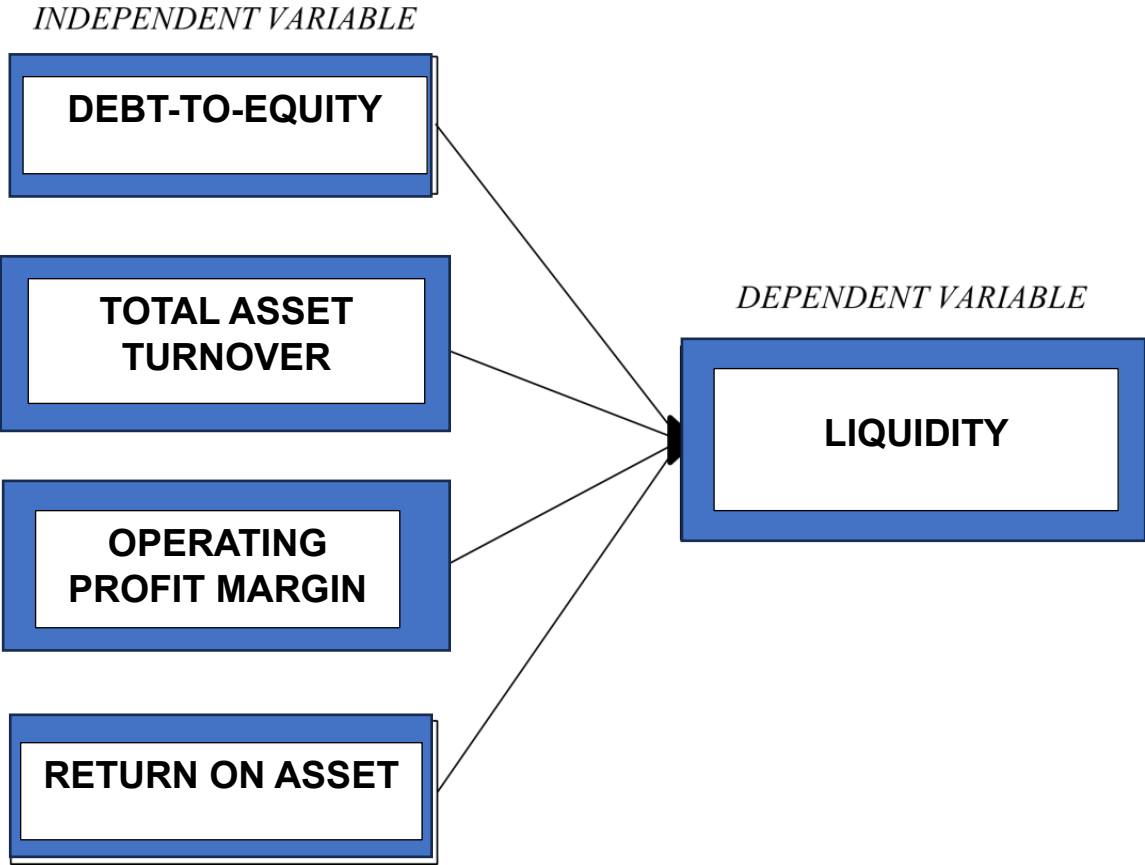 INDEPENDENT VARIABLE
DEBT-TO-EQUITY
TOTAL ASSET
TURNOVER
OPERATING
PROFIT MARGIN
RETURN ON ASSET
DEPENDENT VARIABLE
LIQUIDITY